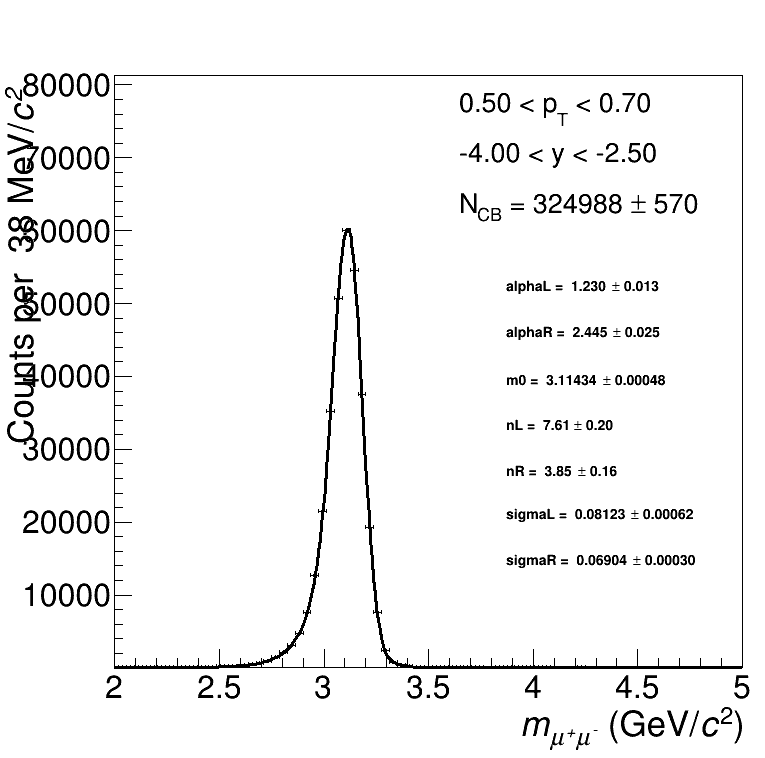 Counts per 38 MeV/c²
80000
70000
60000
50000
40000
30000
20000
10000
0.50 < p_T < 0.70
-4.00 < y < -2.50
N_CB = 324988 ± 570
alphaL = 1.230 ± 0.013
alphaR = 2.445 ± 0.025
m0 = 3.11434 ± 0.00048
nL = 7.61 ± 0.20
nR = 3.85 ± 0.16
sigmaL = 0.08123 ± 0.00062
sigmaR = 0.06904 ± 0.00030
2 2.5 3 3.5 4 4.5 5
m_μ⁺μ⁻ (GeV/c²)